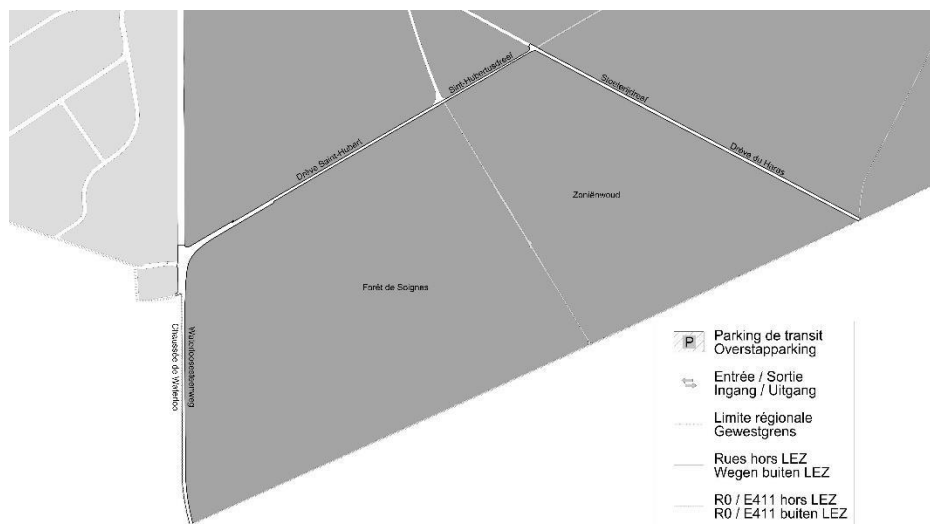 Sint-Hubertusdreef
Stoeterijdreef
Drève Saint-Hubert
Drève du Haras
Zoniënwoud
Forêt de Soignes
Chaussée de Waterloo
Waterloosesteenweg
P
Parking de transit
Overstapparking
Entrée / Sortie
Ingang / Uitgang
Limite régionale
Gewestgrens
Rues hors LEZ
Wegen buiten LEZ
R0 / E411 hors LEZ
R0 / E411 buiten LEZ